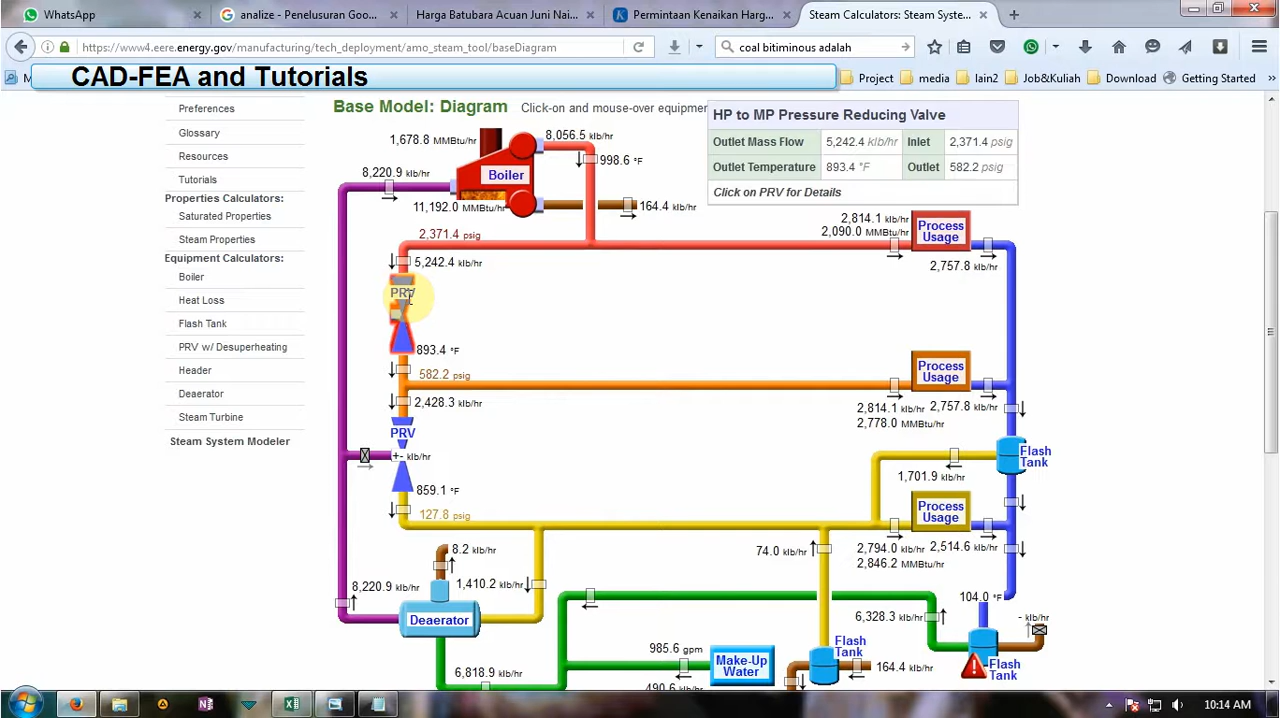 WhatsApp
analize - Penelusuran Goo...
Harga Batubara Acuan Juni Nai...
Permintaan Kenaikan Harg...
Steam Calculators: Steam Syste...
https://www4.eere.energy.gov/manufacturing/tech_deployment/amo_steam_tool/baseDiagram
coal bitiminous adalah
CAD-FEA and Tutorials
Project
media
lain2
Job&Kuliah
Download
Getting Started
Preferences
Glossary
Resources
Tutorials
Properties Calculators:
Saturated Properties
Steam Properties
Equipment Calculators:
Boiler
Heat Loss
Flash Tank
PRV w/ Desuperheating
Header
Deaerator
Steam Turbine
Steam System Modeler
Base Model: Diagram
Click-on and mouse-over equipmen
HP to MP Pressure Reducing Valve
Outlet Mass Flow 5,242.4 klb/hr Inlet 2,371.4 psig
Outlet Temperature 893.4 °F Outlet 582.2 psig
Click on PRV for Details
1,678.8 MMBtu/hr
8,056.5 klb/hr
998.6 °F
8,220.9 klb/hr
Boiler
11,192.0 MMBtu/hr
164.4 klb/hr
2,371.4 psig
2,814.1 klb/hr
2,090.0 MMBtu/hr
Process
Usage
5,242.4 klb/hr
2,757.8 klb/hr
PRV
893.4 °F
582.2 psig
Process
Usage
2,428.3 klb/hr
2,814.1 klb/hr
2,757.8 klb/hr
2,778.0 MMBtu/hr
PRV
+- klb/hr
Flash
Tank
1,701.9 klb/hr
859.1 °F
127.8 psig
Process
Usage
2,794.0 klb/hr
2,514.6 klb/hr
2,846.2 MMBtu/hr
74.0 klb/hr
8.2 klb/hr
1,410.2 klb/hr
8,220.9 klb/hr
104.0 °F
6,328.3 klb/hr
- klb/hr
Deaerator
985.6 gpm
Flash
Tank
Make-Up
Water
164.4 klb/hr
Flash
Tank
6,818.9 klb/hr
490.6 klb/hr
10:14 AM